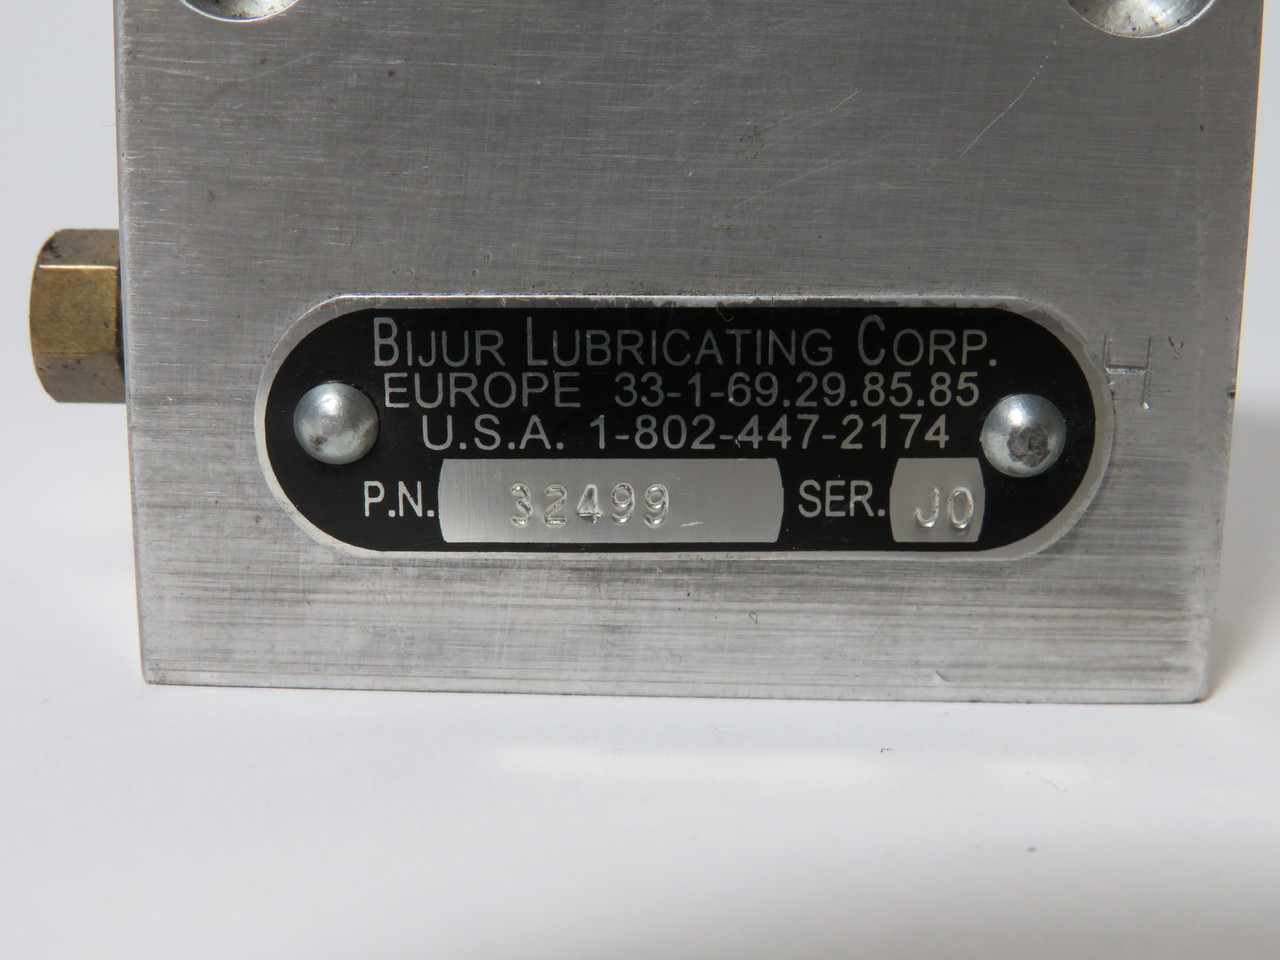 BIJUR LUBRICATING CORP.
EUROPE 33-1-69.29.85.85
U.S.A. 1-802-447-2174
P.N. 32499 SER. J0
H